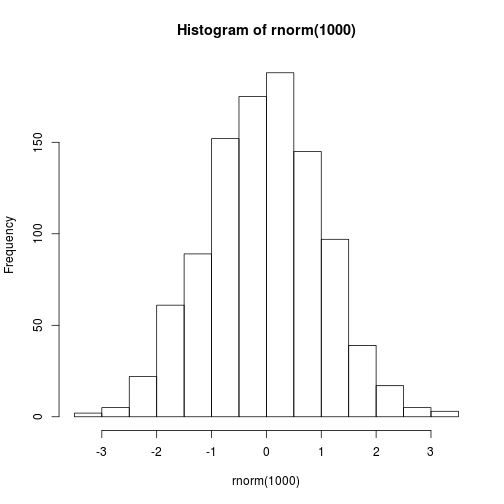 Histogram of rnorm(1000)
Frequency
150
100
50
0
-3 -2 -1 0 1 2 3
rnorm(1000)